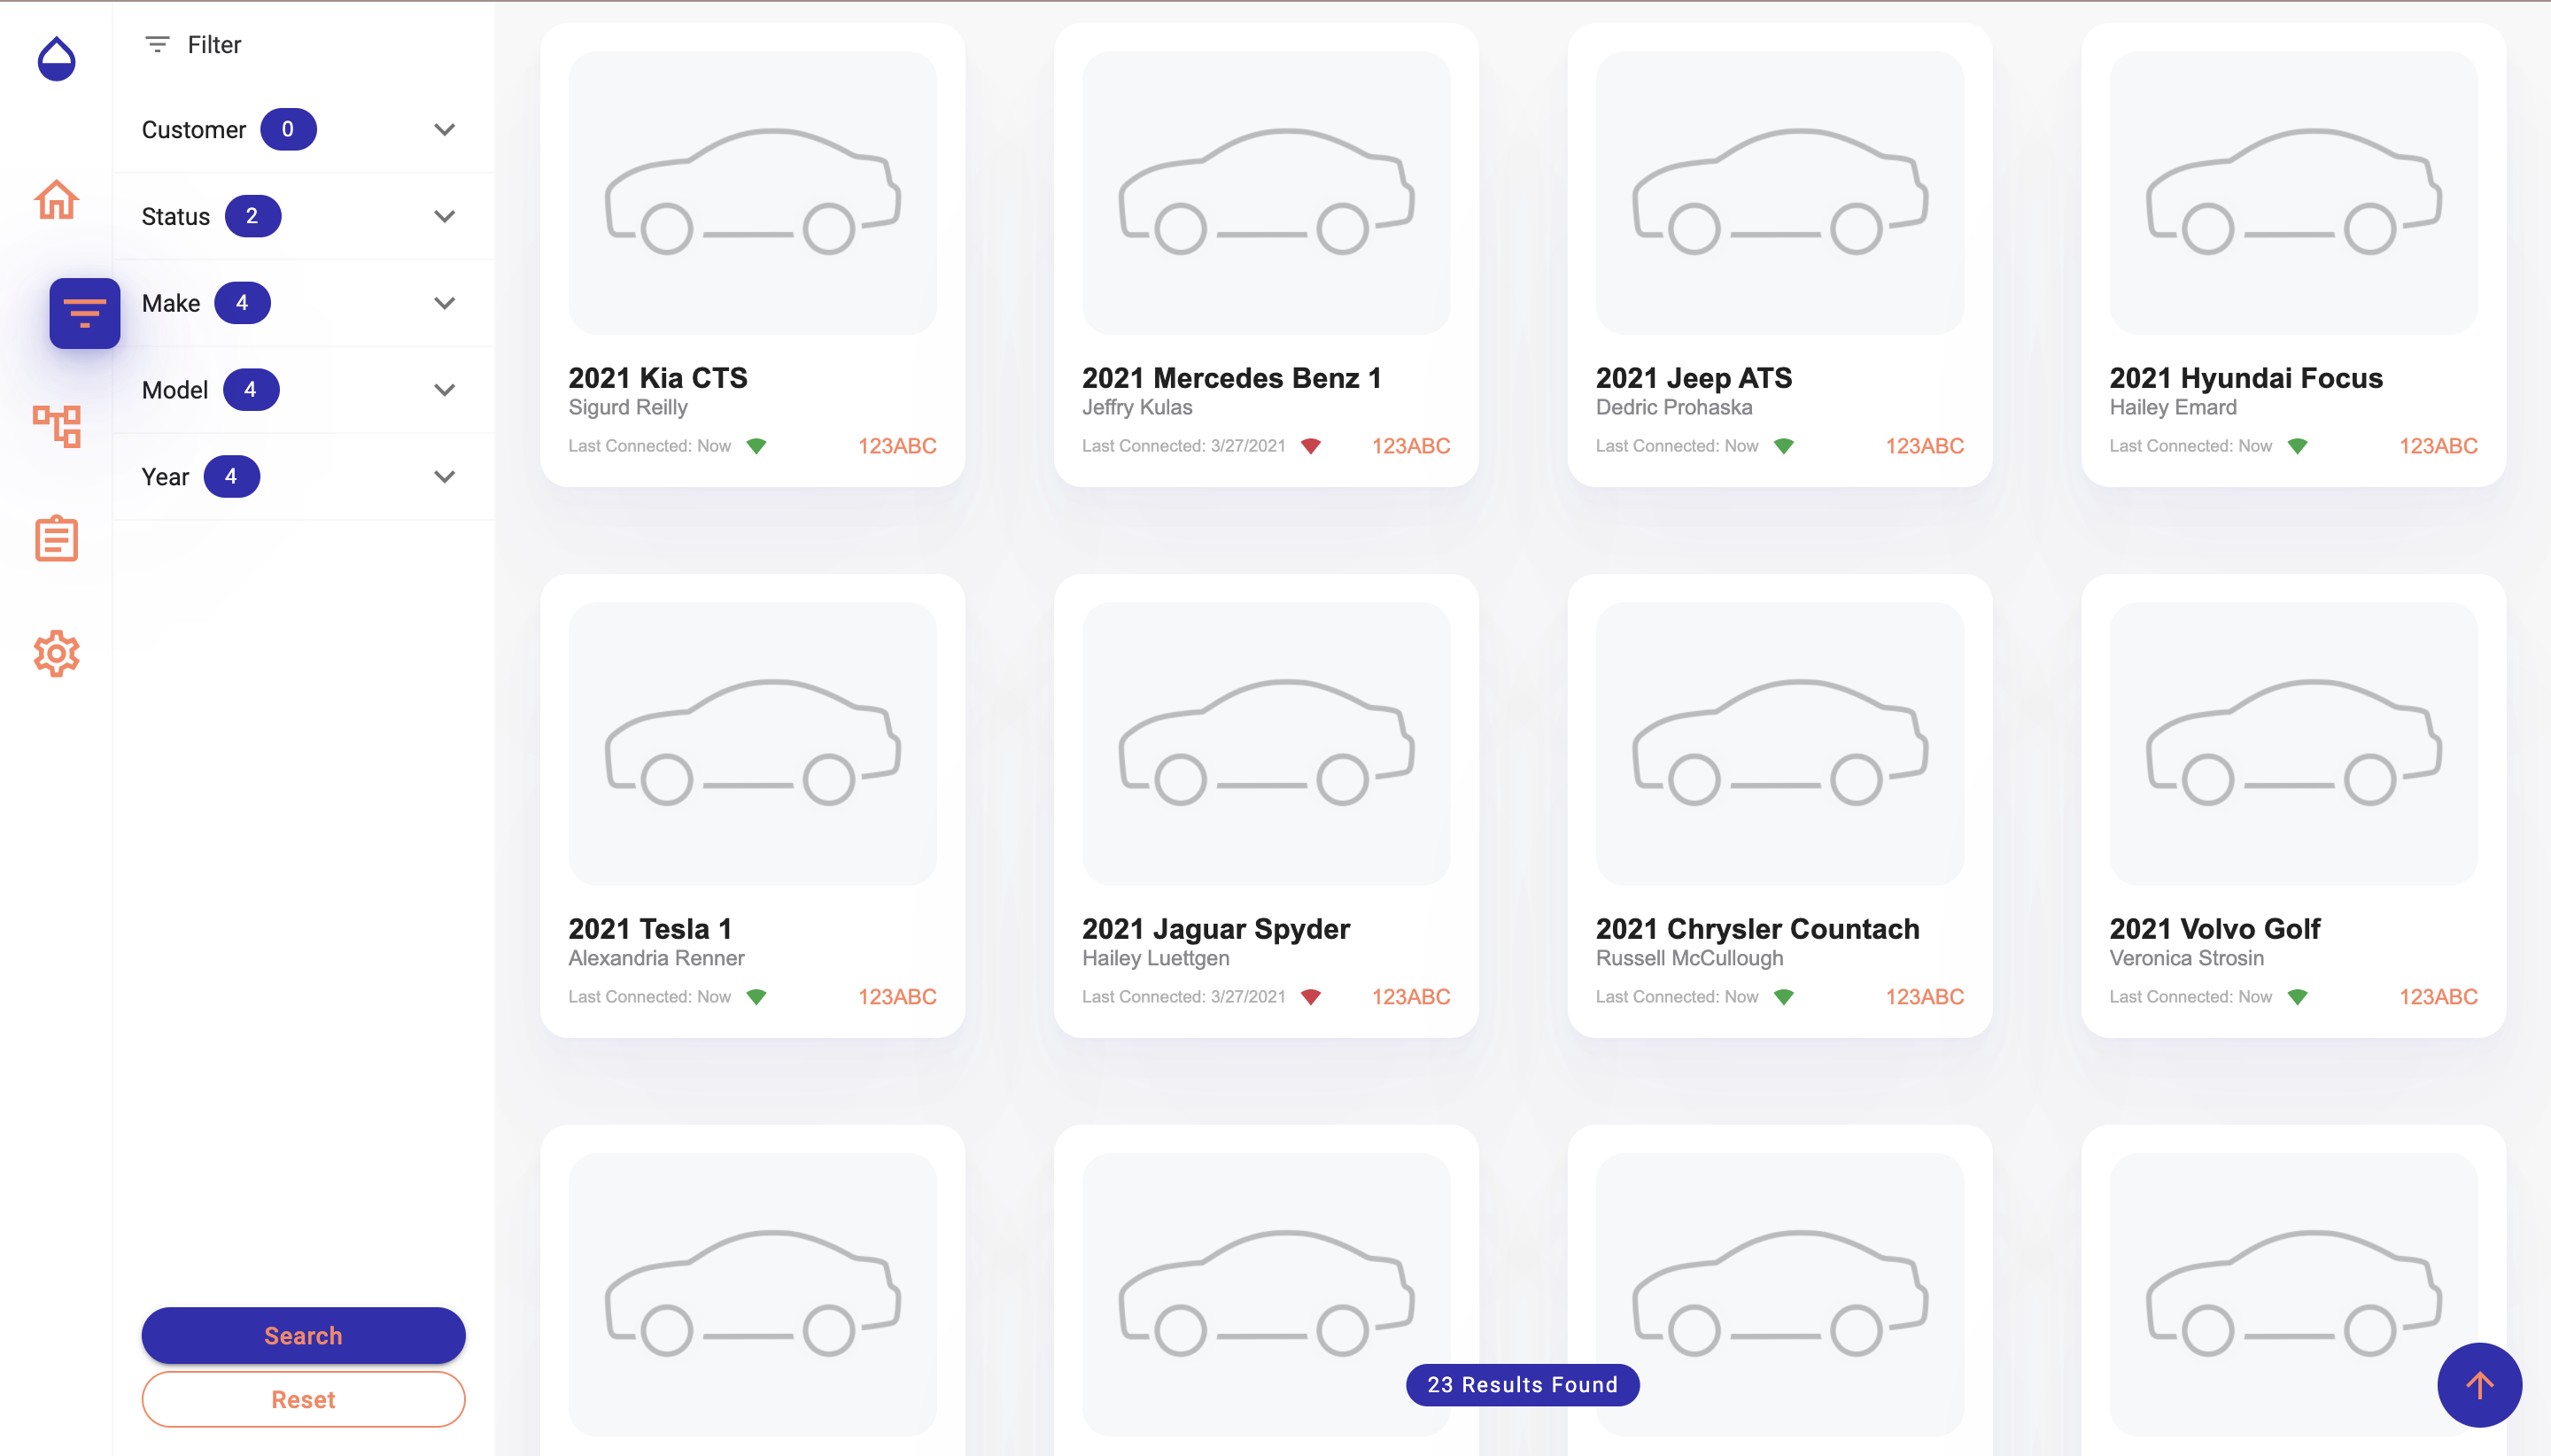 Filter
Customer 0
Status 2
Make 4
Model 4
Year 4
Search
Reset
2021 Kia CTS
Sigurd Reilly
Last Connected: Now 123ABC
2021 Mercedes Benz 1
Jeffry Kulas
Last Connected: 3/27/2021 123ABC
2021 Jeep ATS
Dedric Prohaska
Last Connected: Now 123ABC
2021 Hyundai Focus
Hailey Emard
Last Connected: Now 123ABC
2021 Tesla 1
Alexandria Renner
Last Connected: Now 123ABC
2021 Jaguar Spyder
Hailey Luettgen
Last Connected: 3/27/2021 123ABC
2021 Chrysler Countach
Russell McCullough
Last Connected: Now 123ABC
2021 Volvo Golf
Veronica Strosin
Last Connected: Now 123ABC
23 Results Found